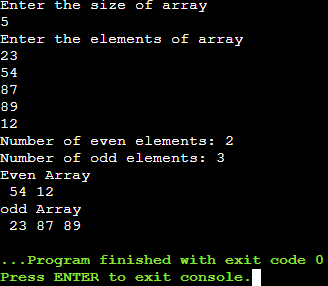 Enter the size of array
5
Enter the elements of array
23
54
87
89
12
Number of even elements: 2
Number of odd elements: 3
Even Array
54 12
odd Array
23 87 89
...Program finished with exit code 0
Press ENTER to exit console.